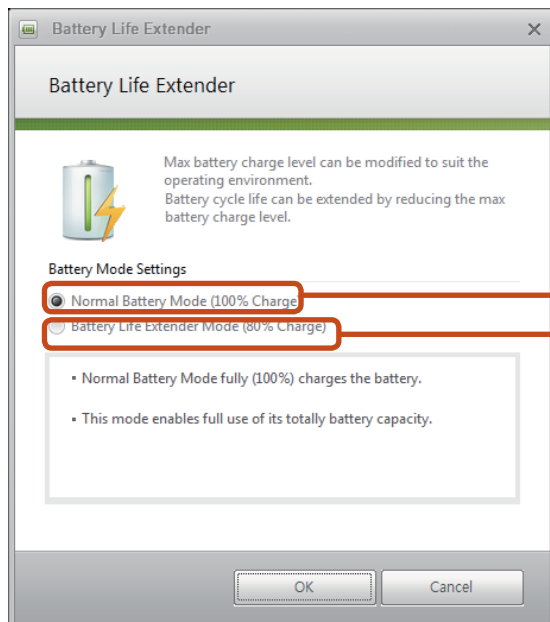 Battery Life Extender
Battery Life Extender
Max battery charge level can be modified to suit the
operating environment.
Battery cycle life can be extended by reducing the max
battery charge level.
Battery Mode Settings
Normal Battery Mode (100% Charge
Battery Life Extender Mode (80% Charge)
▪ Normal Battery Mode fully (100%) charges the battery.
▪ This mode enables full use of its totally battery capacity.
OK Cancel